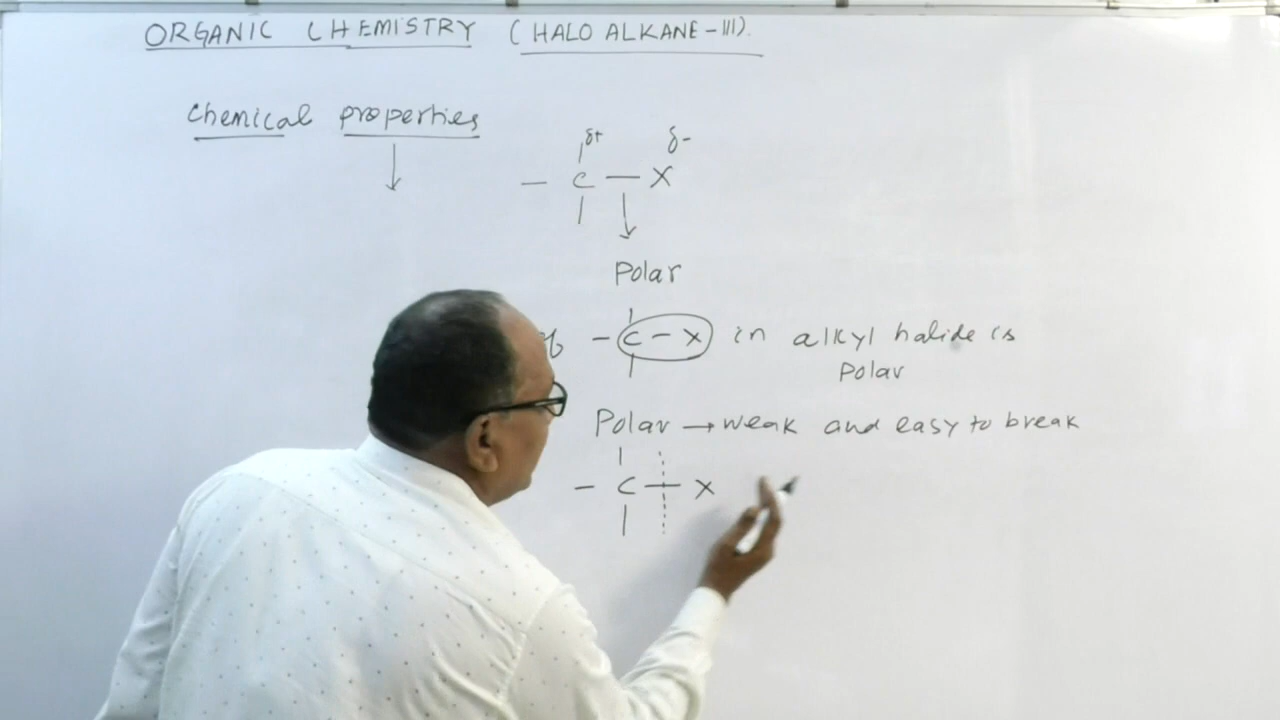 ORGANIC CHEMISTRY (HALO ALKANE-III).
Chemical properties
δ+ δ-
- C - X
Polar
- C - X in alkyl halide is
Polar
Polar → weak and easy to break
- C - X